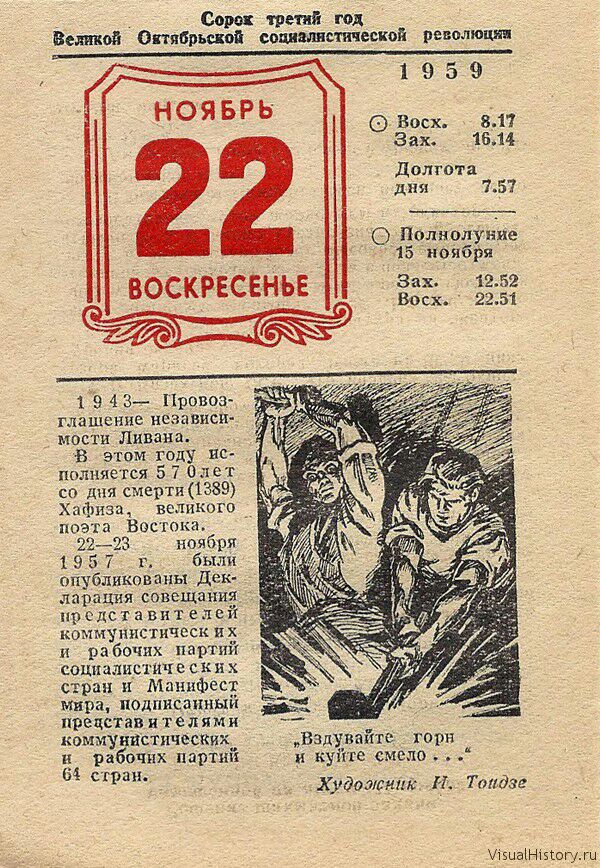 Сорок третий год
Великой Октябрьской социалистической революции
1959
НОЯБРЬ
22
ВОСКРЕСЕНЬЕ
Восх. 8.17
Зах. 16.14
Долгота
дня 7.57
Полнолуние
15 ноября
Зах. 12.52
Восх. 22.51
1943— Провоз-
глашение независи-
мости Ливана.
В этом году ис-
полняется 570 лет
со дня смерти (1389)
Хафиза, великого
поэта Востока.
22—23 ноября
1957 г. были
опубликованы Дек-
ларация совещания
представителей
коммунистических
и рабочих партий
социалистических
стран и Манифест
мира, подписанный
представителями
коммунистических
и рабочих партий
64 стран.
„Вздувайте горн
и куйте смело . . .“
Художник И. Тоидзе
VisualHistory.ru